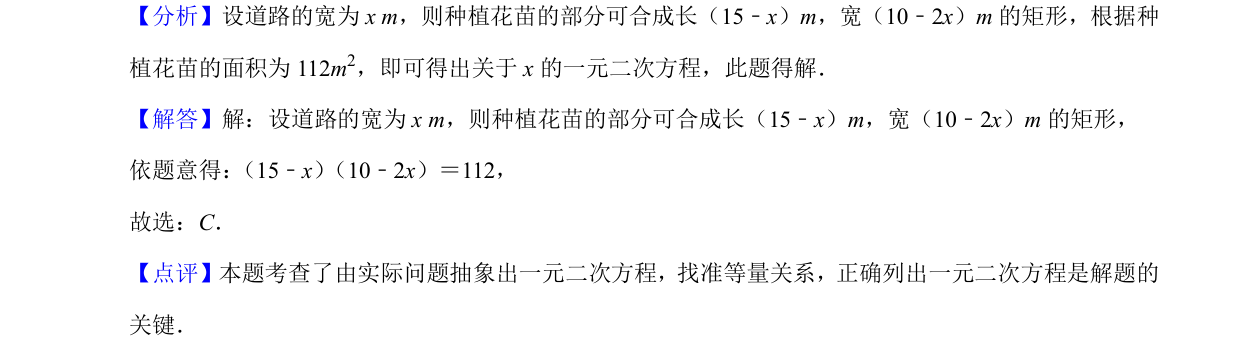 【分析】设道路的宽为 x m，则种植花苗的部分可合成长（15﹣x）m，宽（10﹣2x）m 的矩形，根据种
植花苗的面积为 112m²，即可得出关于 x 的一元二次方程，此题得解．
【解答】解：设道路的宽为 x m，则种植花苗的部分可合成长（15﹣x）m，宽（10﹣2x）m 的矩形，
依题意得：（15﹣x）（10﹣2x）＝112，
故选：C．
【点评】本题考查了由实际问题抽象出一元二次方程，找准等量关系，正确列出一元二次方程是解题的
关键．